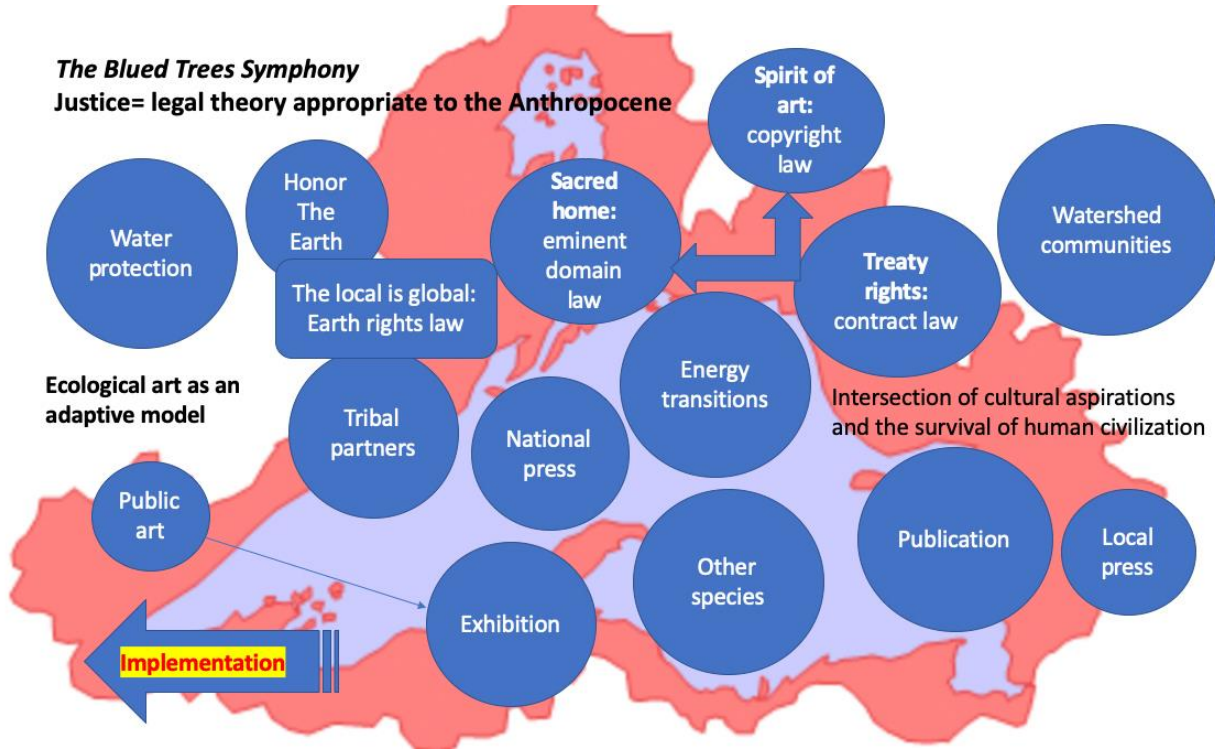 The Blued Trees Symphony
Justice= legal theory appropriate to the Anthropocene
Spirit of
art:
copyright
law
Honor
The
Earth
Sacred
home:
eminent
domain
law
Water
protection
Watershed
communities
Treaty
rights:
contract law
The local is global:
Earth rights law
Energy
transitions
Ecological art as an
adaptive model
Tribal
partners
National
press
Intersection of cultural aspirations
and the survival of human civilization
Public
art
Publication
Local
press
Other
species
Exhibition
Implementation